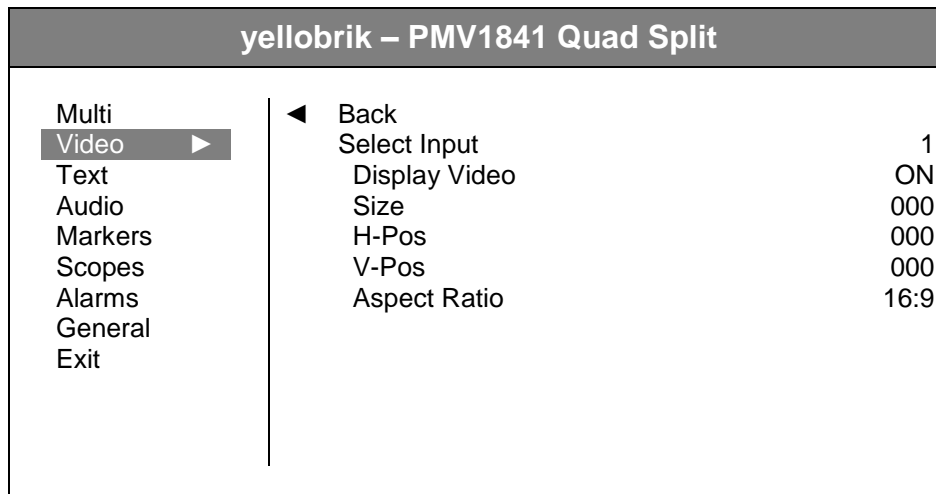 yellobrik – PMV1841 Quad Split
Multi
Video ►
Text
Audio
Markers
Scopes
Alarms
General
Exit
◄ Back
Select Input 1
Display Video ON
Size 000
H-Pos 000
V-Pos 000
Aspect Ratio 16:9